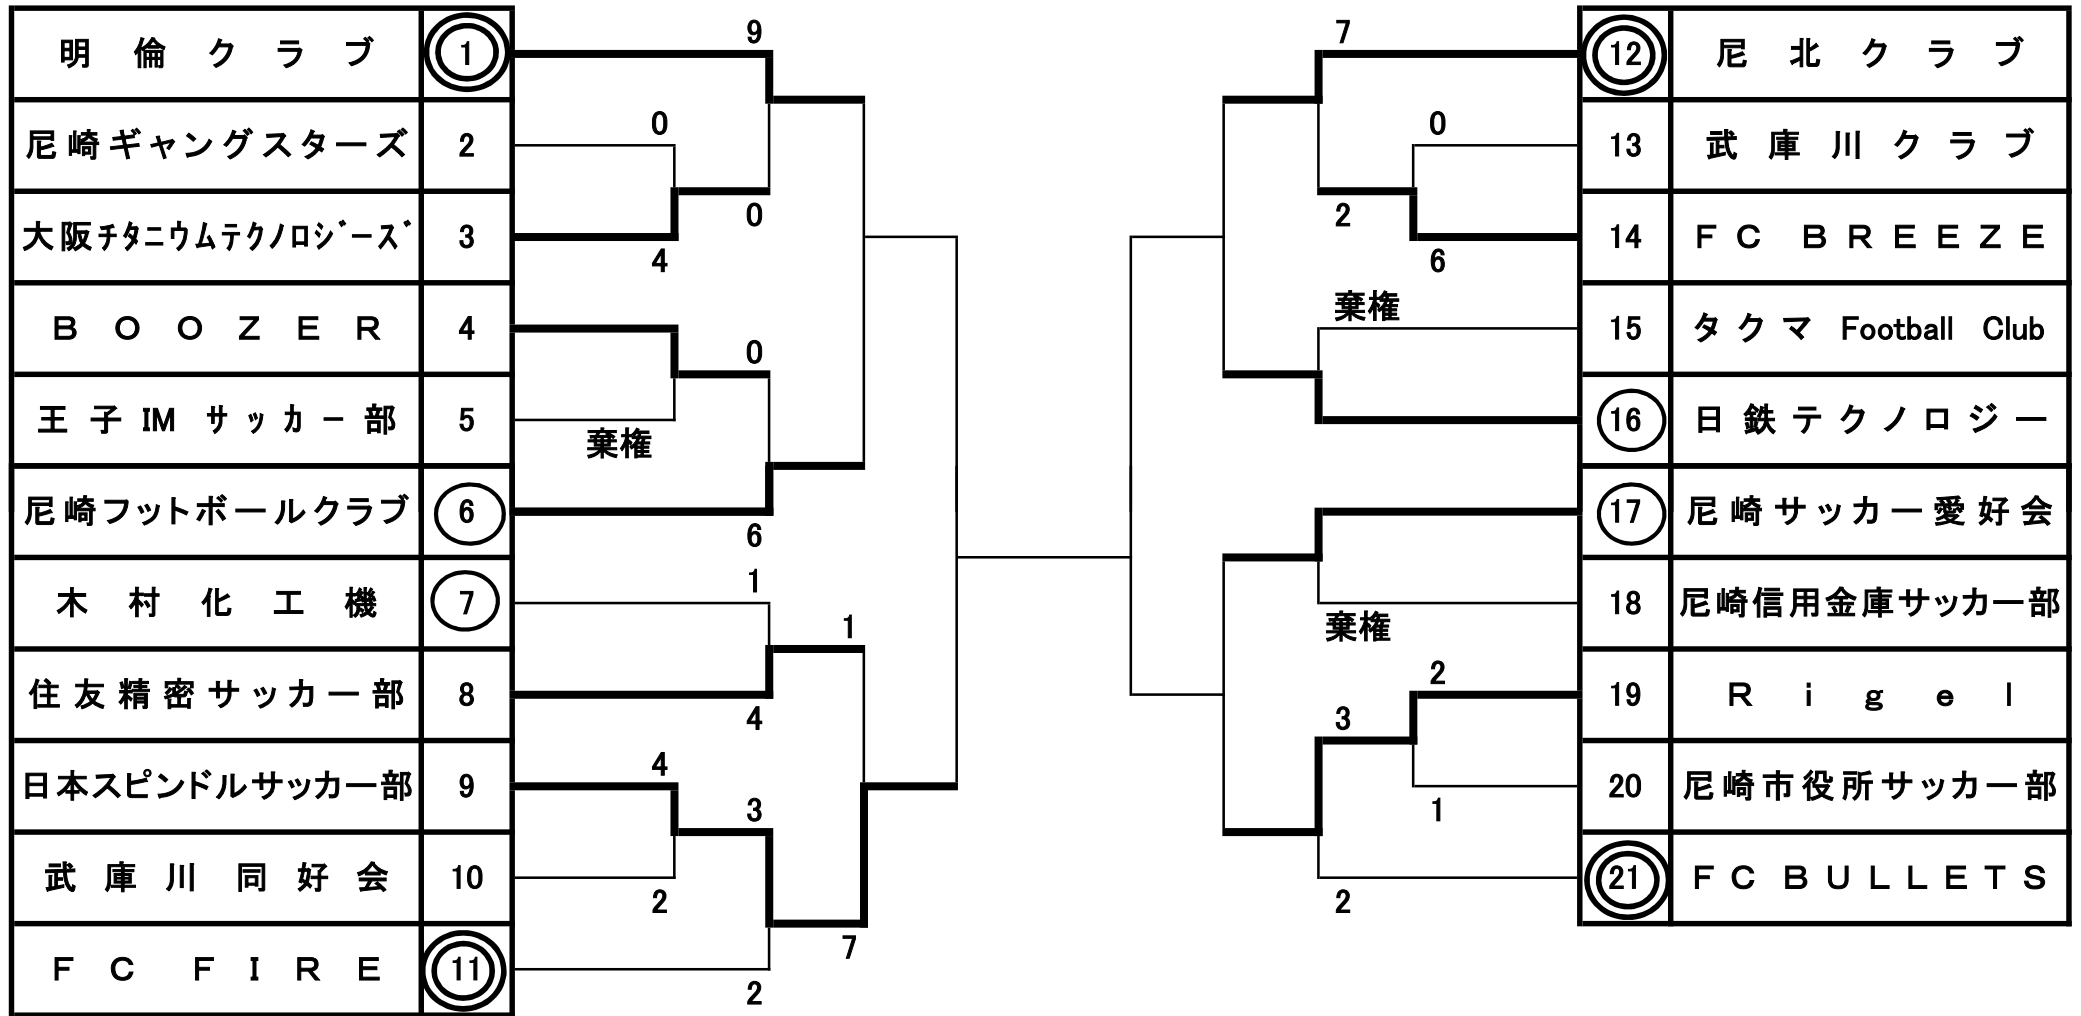 明倫クラブ 1
尼崎ギャングスターズ 2
大阪チタニウムテクノロジーズ 3
BOOZER 4
王子IMサッカー部 5
尼崎フットボールクラブ 6
木村化工機 7
住友精密サッカー部 8
日本スピンドルサッカー部 9
武庫川同好会 10
FC FIRE 11
9
0
0
4
0
棄権
6
1
1
4
4
3
2
7
2
7
0
2
6
棄権
棄権
2
3
1
2
12 尼北クラブ
13 武庫川クラブ
14 FC BREEZE
15 タクマ Football Club
16 日鉄テクノロジー
17 尼崎サッカー愛好会
18 尼崎信用金庫サッカー部
19 Rigel
20 尼崎市役所サッカー部
21 FC BULLETS